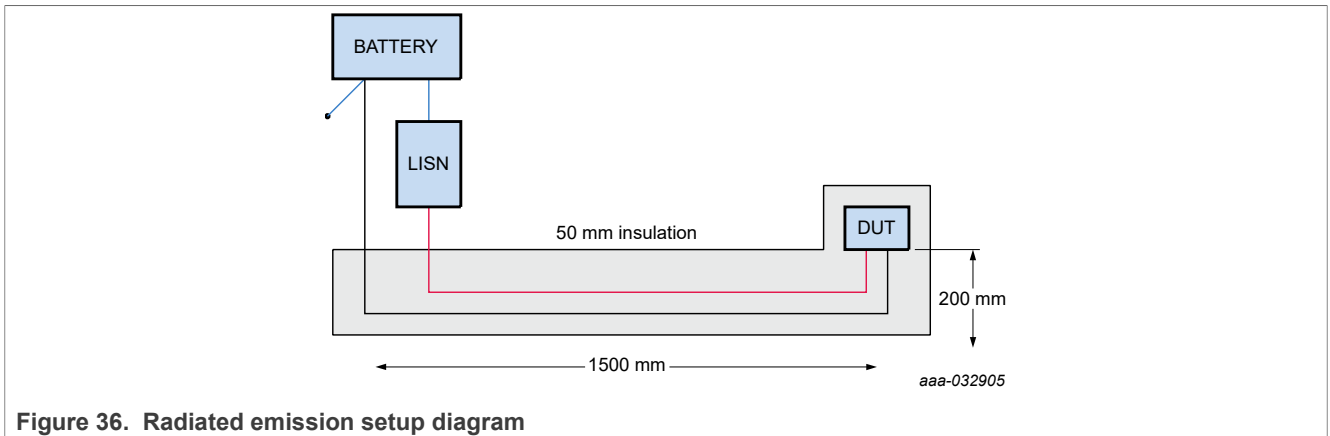 BATTERY
LISN
50 mm insulation
DUT
200 mm
1500 mm
aaa-032905
Figure 36. Radiated emission setup diagram